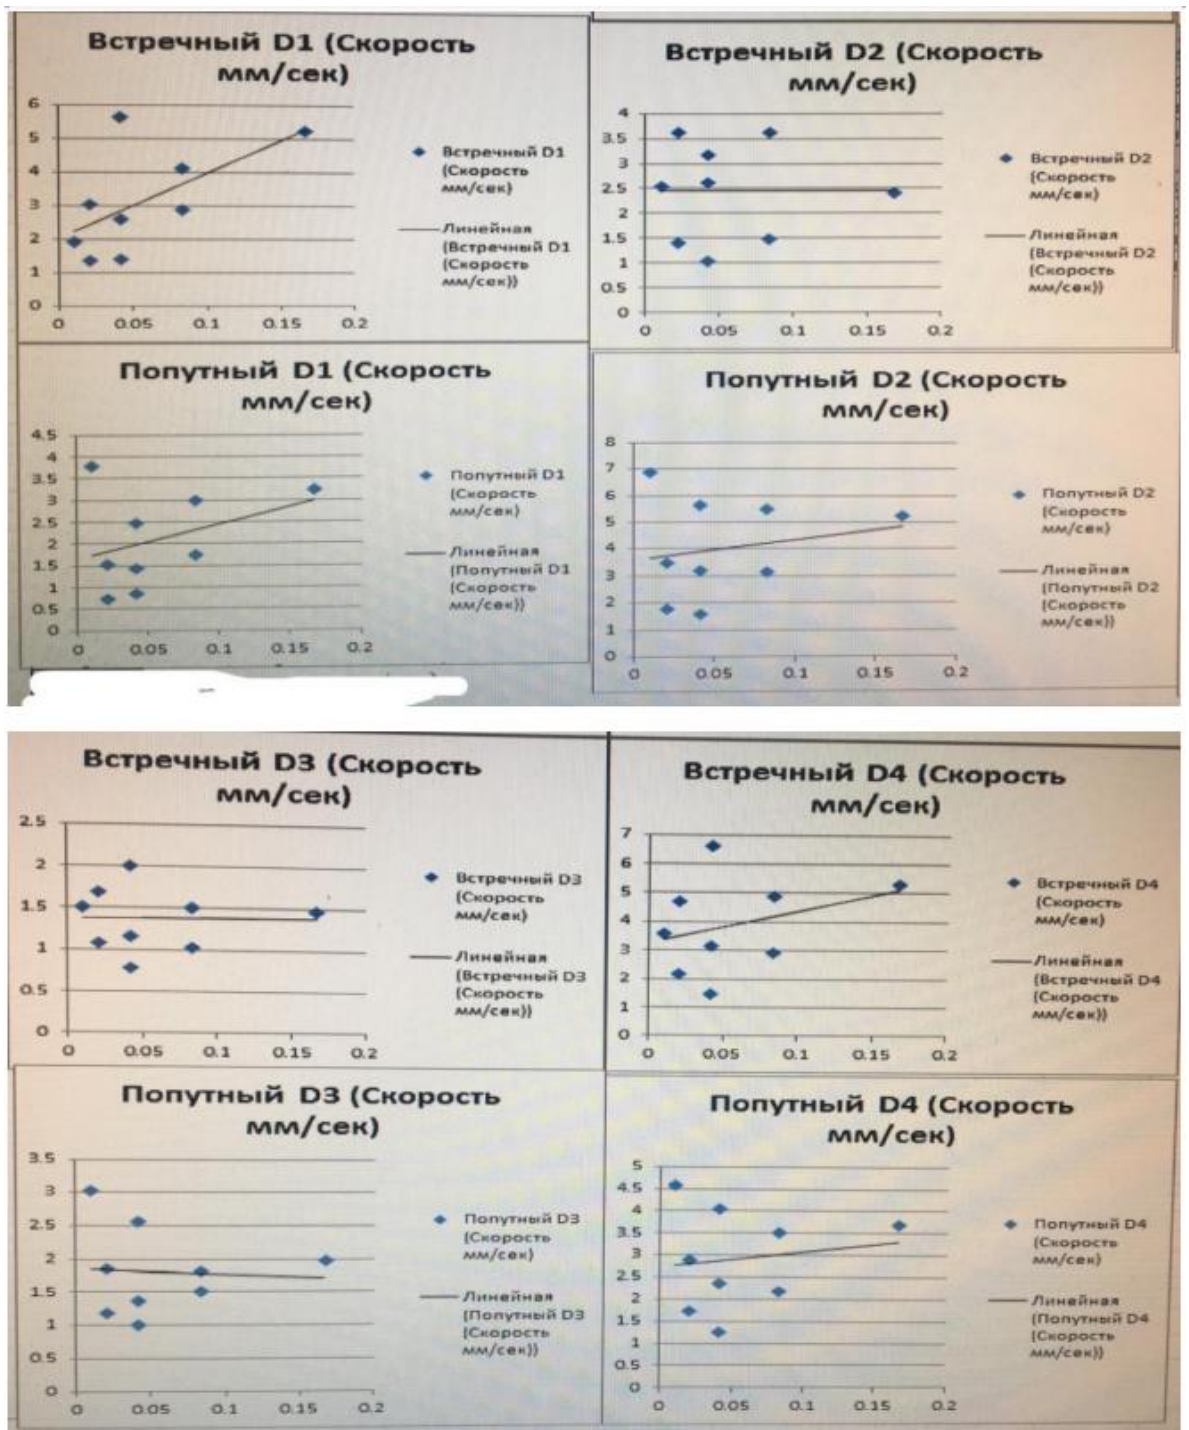 Встречный D1 (Скорость
мм/сек)
6
5
4
3
2
1
0
0 0.05 0.1 0.15 0.2
Встречный D1
(Скорость
мм/сек)
Линейная
(Встречный D1
(Скорость
мм/сек))
Встречный D2 (Скорость
мм/сек)
4
3.5
3
2.5
2
1.5
1
0.5
0
0 0.05 0.1 0.15 0.2
Встречный D2
(Скорость
мм/сек)
Линейная
(Встречный D2
(Скорость
мм/сек))
Попутный D1 (Скорость
мм/сек)
4.5
4
3.5
3
2.5
2
1.5
1
0.5
0
0 0.05 0.1 0.15 0.2
Попутный D1
(Скорость
мм/сек)
Линейная
(Попутный D1
(Скорость
мм/сек))
Попутный D2 (Скорость
мм/сек)
8
7
6
5
4
3
2
1
0
0 0.05 0.1 0.15 0.2
Попутный D2
(Скорость
мм/сек)
Линейная
(Попутный D2
(Скорость
мм/сек))
Встречный D3 (Скорость
мм/сек)
2.5
2
1.5
1
0.5
0
0 0.05 0.1 0.15 0.2
Встречный D3
(Скорость
мм/сек)
Линейная
(Встречный D3
(Скорость
мм/сек))
Встречный D4 (Скорость
мм/сек)
7
6
5
4
3
2
1
0
0 0.05 0.1 0.15 0.2
Встречный D4
(Скорость
мм/сек)
Линейная
(Встречный D4
(Скорость
мм/сек))
Попутный D3 (Скорость
мм/сек)
3.5
3
2.5
2
1.5
1
0.5
0
0 0.05 0.1 0.15 0.2
Попутный D3
(Скорость
мм/сек)
Линейная
(Попутный D3
(Скорость
мм/сек))
Попутный D4 (Скорость
мм/сек)
5
4.5
4
3.5
3
2.5
2
1.5
1
0.5
0
0 0.05 0.1 0.15 0.2
Попутный D4
(Скорость
мм/сек)
Линейная
(Попутный D4
(Скорость
мм/сек))